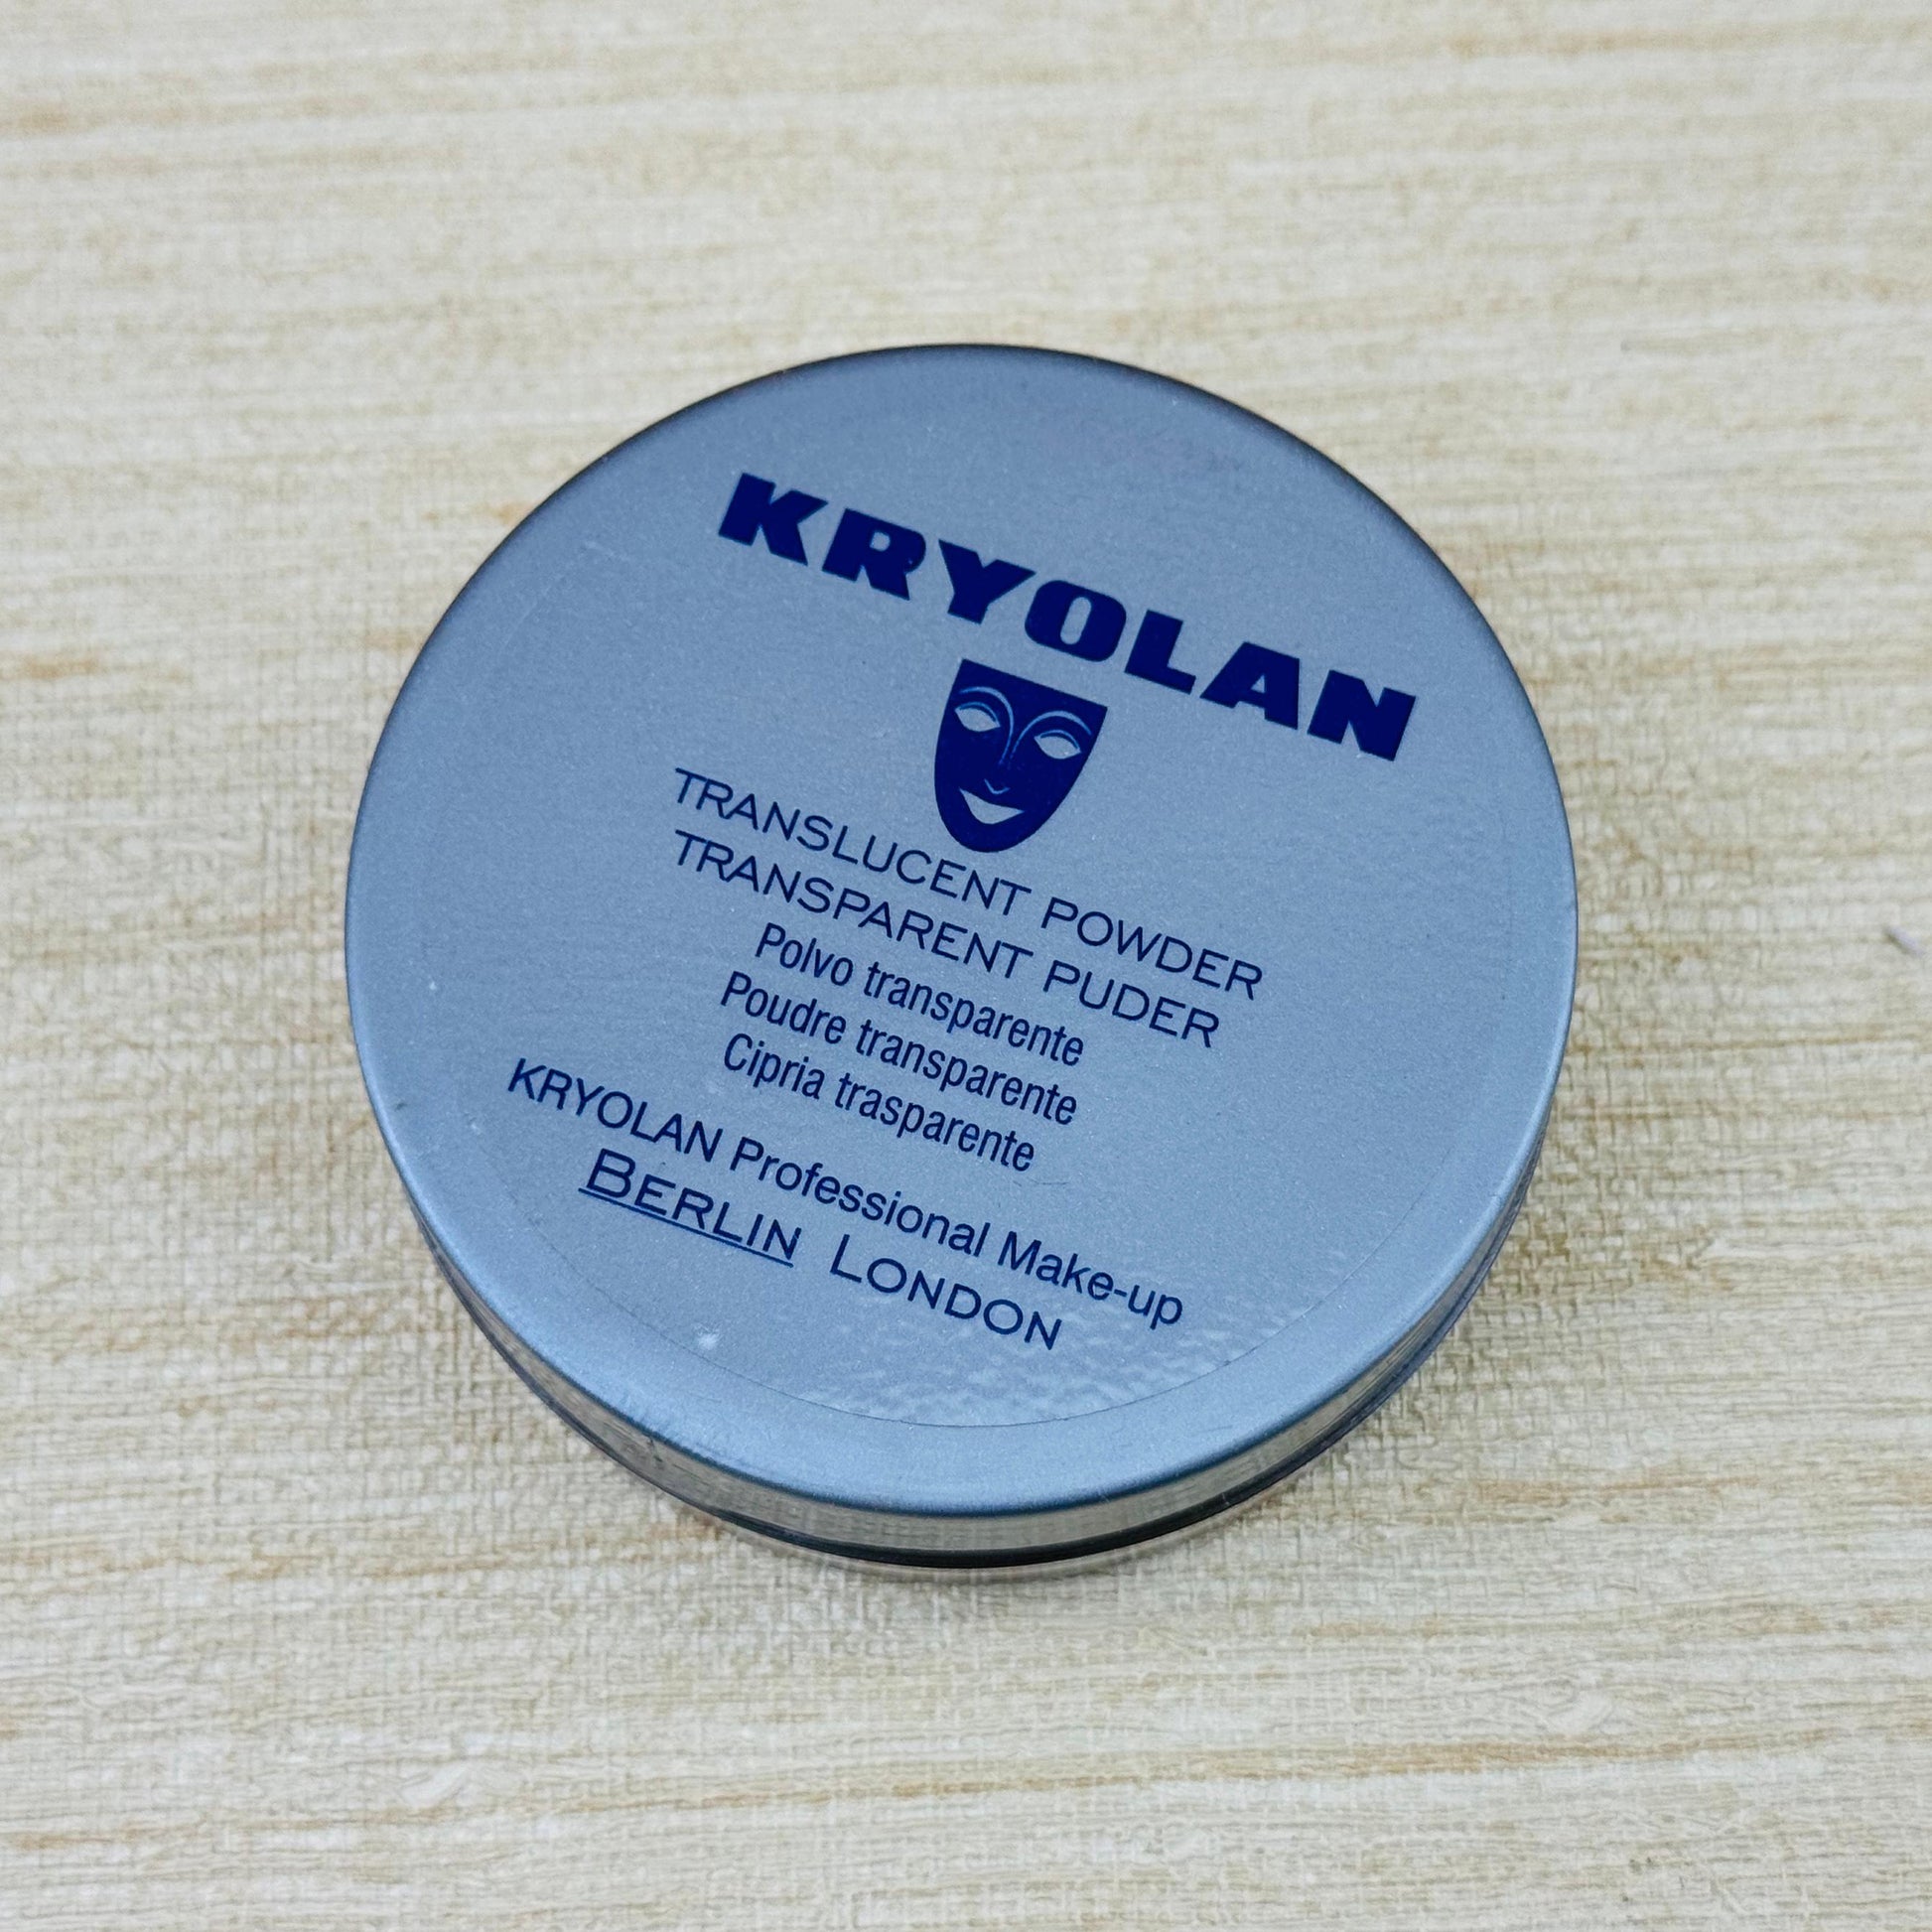 KRYOLAN
TRANSLUCENT POWDER
TRANSPARENT PUDER
Polvo transparente
Poudre transparente
Cipria trasparente
KRYOLAN Professional Make-up
BERLIN LONDON